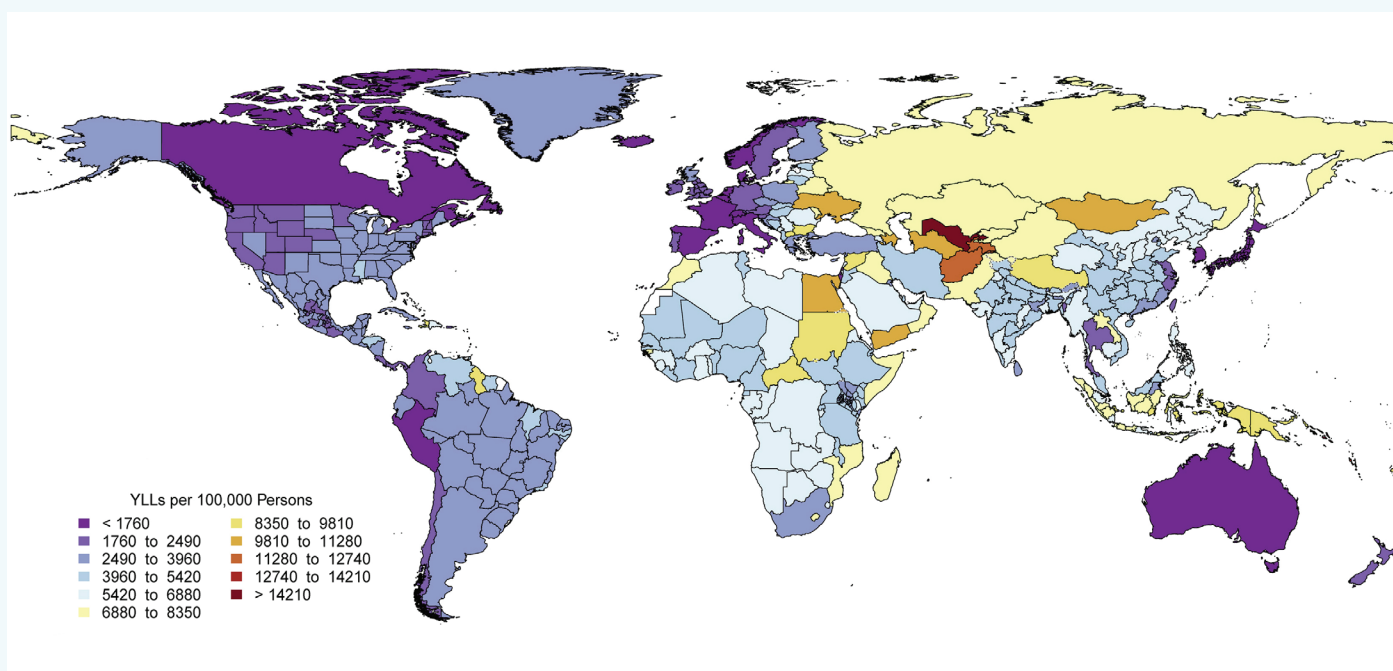 YLLs per 100,000 Persons
< 1760
1760 to 2490
2490 to 3960
3960 to 5420
5420 to 6880
6880 to 8350
8350 to 9810
9810 to 11280
11280 to 12740
12740 to 14210
> 14210